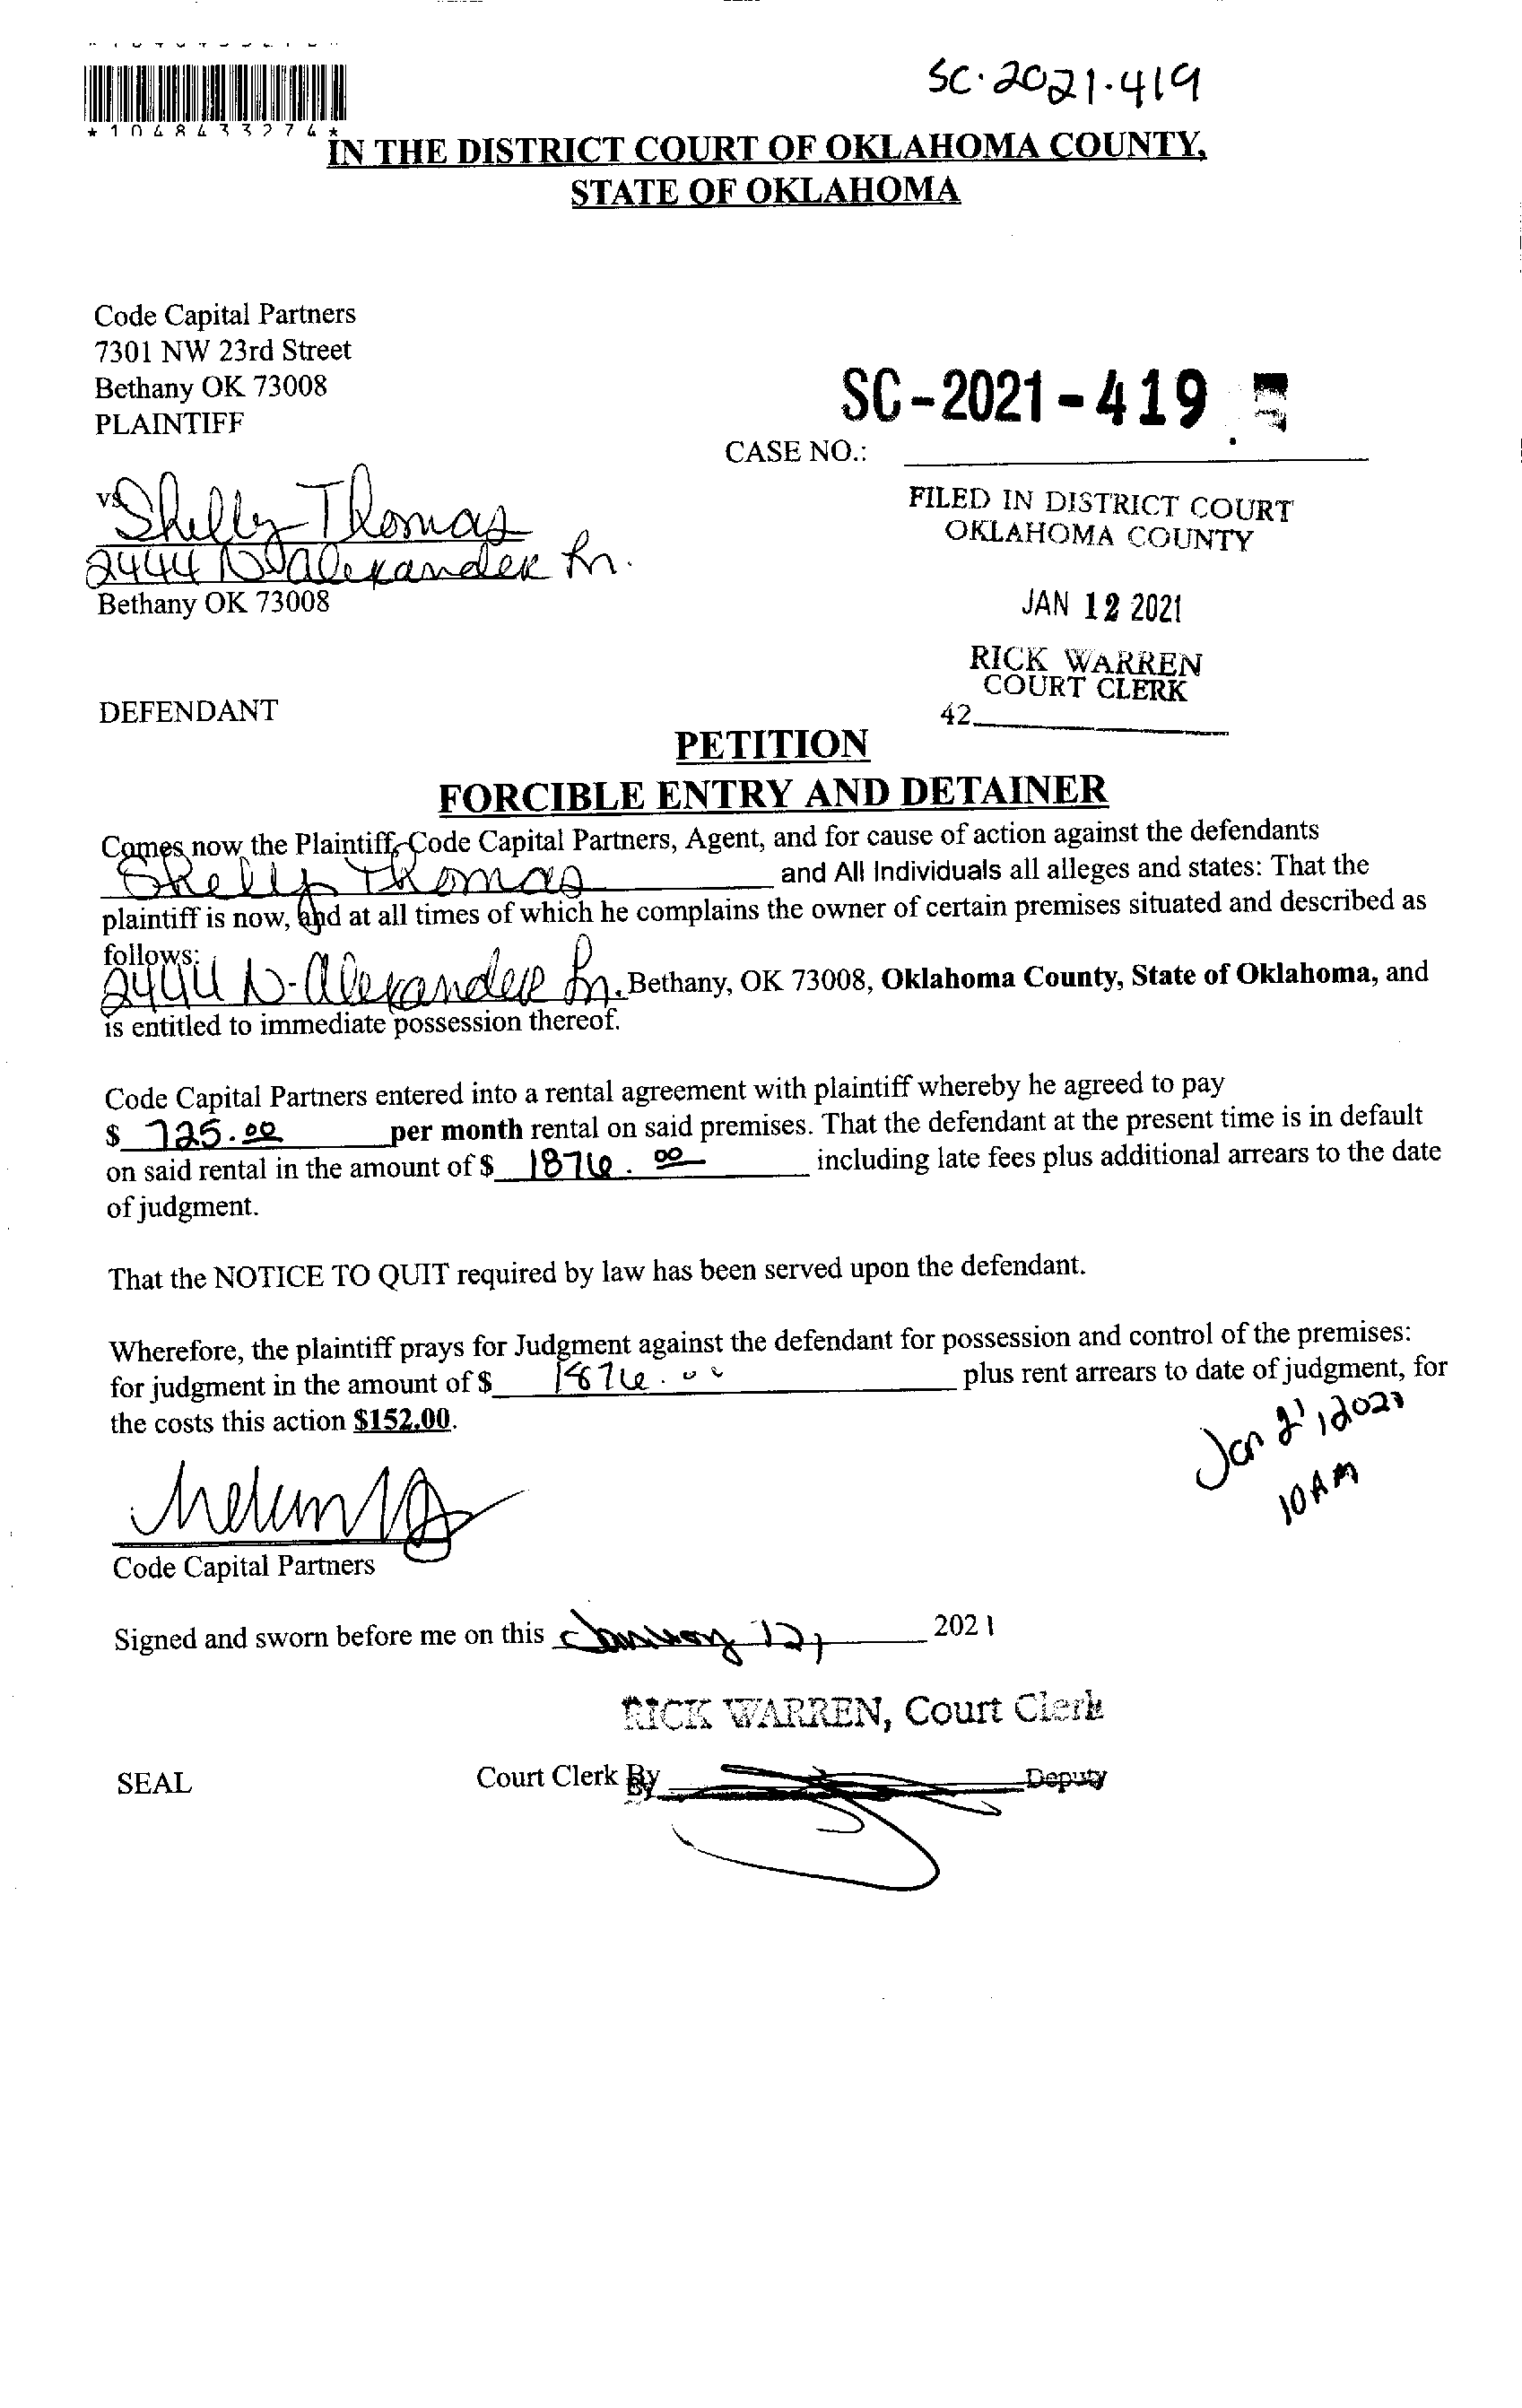 SC·2021·419
*1048433274*
IN THE DISTRICT COURT OF OKLAHOMA COUNTY,
STATE OF OKLAHOMA
Code Capital Partners
7301 NW 23rd Street
Bethany OK 73008
PLAINTIFF
SC-2021-419
CASE NO.:
vs
Shelly Thomas
2444 N Alexander Ln.
Bethany OK 73008
FILED IN DISTRICT COURT
OKLAHOMA COUNTY
JAN 12 2021
RICK WARREN
COURT CLERK
42
DEFENDANT
PETITION
FORCIBLE ENTRY AND DETAINER
Comes now the Plaintiff, Code Capital Partners, Agent, and for cause of action against the defendants
Shelly Thomas and All Individuals all alleges and states: That the
plaintiff is now, and at all times of which he complains the owner of certain premises situated and described as
follows:
2444 N. Alexander Ln. Bethany, OK 73008, Oklahoma County, State of Oklahoma, and
is entitled to immediate possession thereof.
Code Capital Partners entered into a rental agreement with plaintiff whereby he agreed to pay
$ 725.00 per month rental on said premises. That the defendant at the present time is in default
on said rental in the amount of $ 1876.00 including late fees plus additional arrears to the date
of judgment.
That the NOTICE TO QUIT required by law has been served upon the defendant.
Wherefore, the plaintiff prays for Judgment against the defendant for possession and control of the premises:
for judgment in the amount of $ 1876.00 plus rent arrears to date of judgment, for
the costs this action $152.00.
Jan 21, 2021
10 AM
Code Capital Partners
Signed and sworn before me on this January 12, 2021
RICK WARREN, Court Clerk
SEAL
Court Clerk By
By Deputy